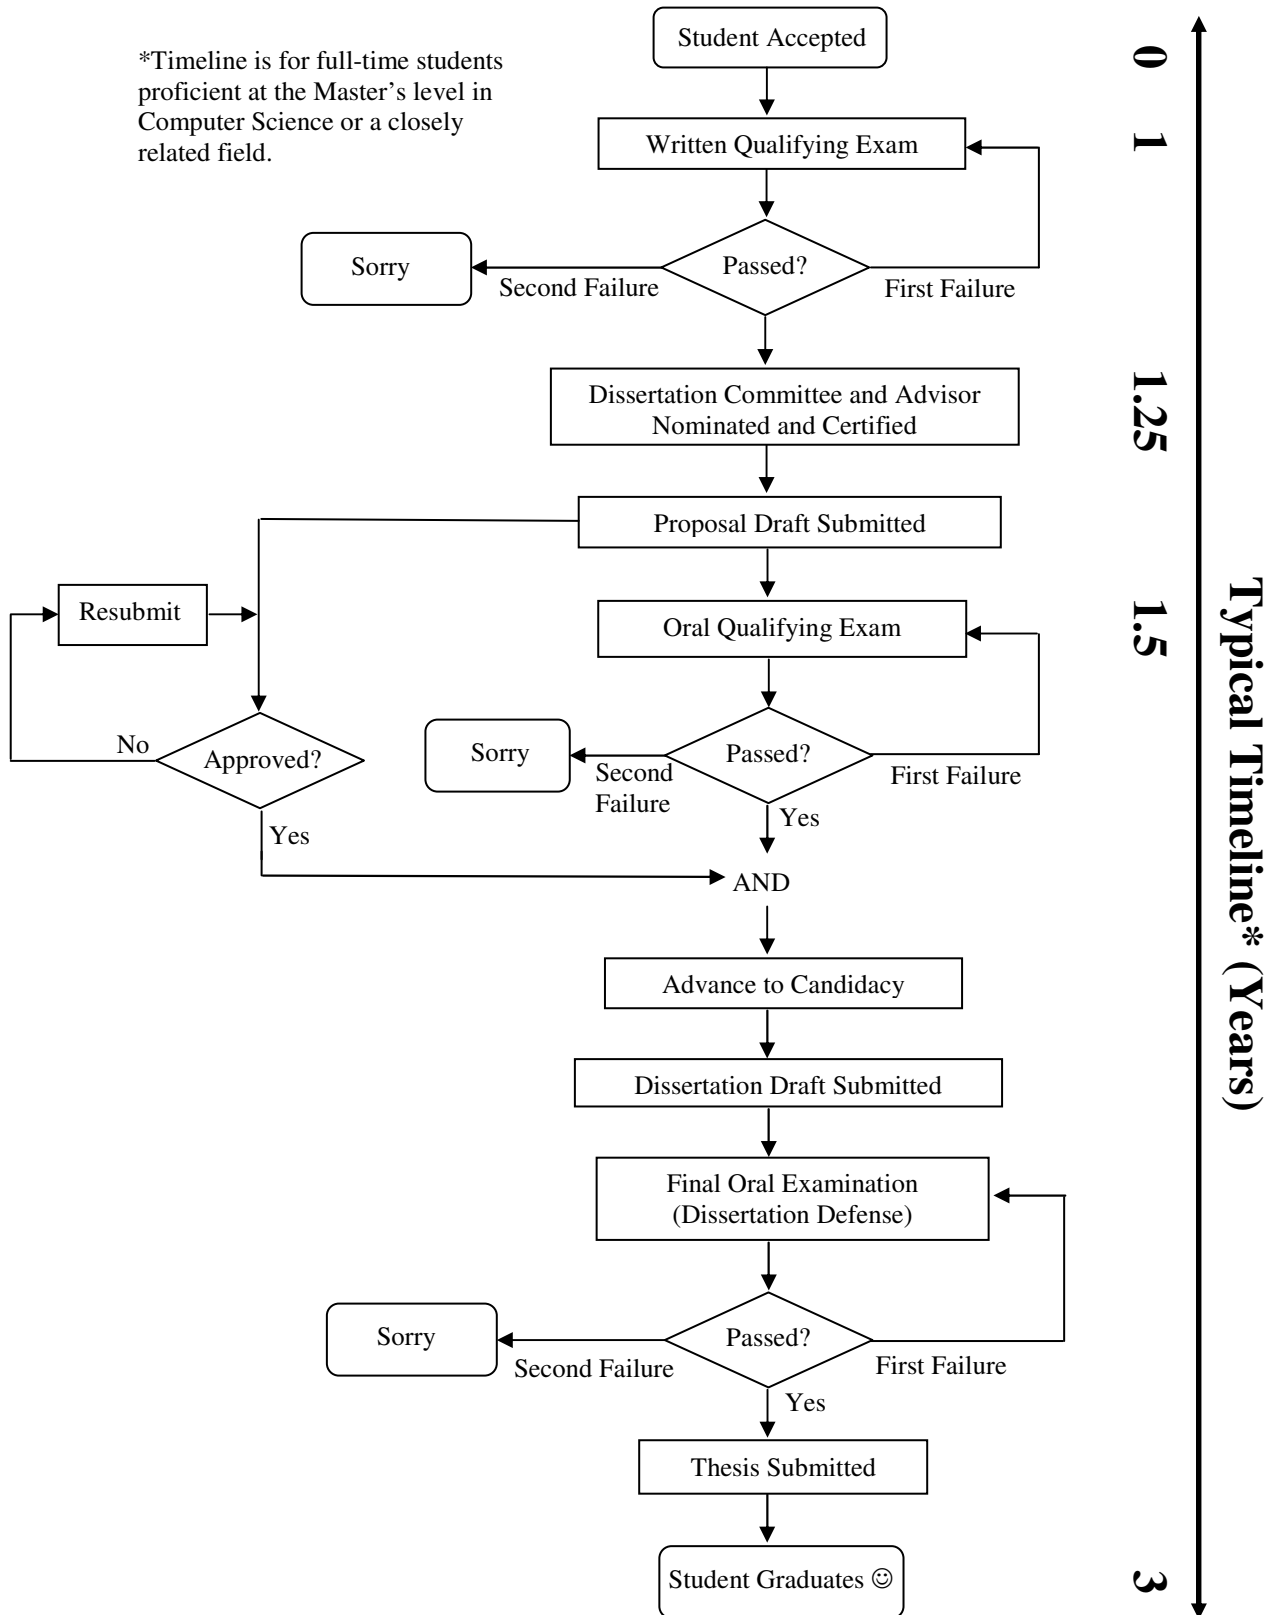 Student Accepted
0
*Timeline is for full-time students
proficient at the Master's level in
Computer Science or a closely
related field.
Written Qualifying Exam
1
Sorry
Passed?
Second Failure
First Failure
Dissertation Committee and Advisor
Nominated and Certified
1.25
Proposal Draft Submitted
Resubmit
Oral Qualifying Exam
1.5
Typical Timeline* (Years)
No
Approved?
Sorry
Passed?
Second
Failure
First Failure
Yes
Yes
AND
Advance to Candidacy
Dissertation Draft Submitted
Final Oral Examination
(Dissertation Defense)
Sorry
Passed?
Second Failure
First Failure
Yes
Thesis Submitted
Student Graduates ☺
3